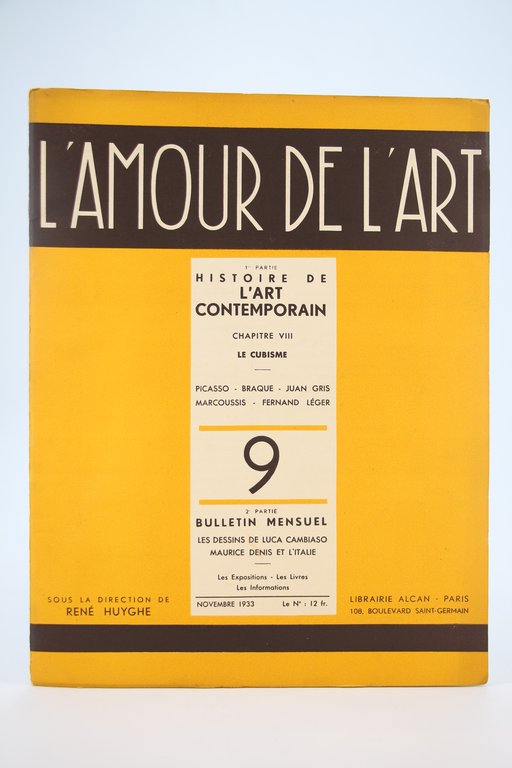 L'AMOUR DE L'ART
1re PARTIE
HISTOIRE DE
L'ART
CONTEMPORAIN
CHAPITRE VIII
LE CUBISME
PICASSO - BRAQUE - JUAN GRIS
MARCOUSSIS - FERNAND LÉGER
9
2e PARTIE
BULLETIN MENSUEL
LES DESSINS DE LUCA CAMBIASO
MAURICE DENIS ET L'ITALIE
Les Expositions - Les Livres
Les Informations
NOVEMBRE 1933 Le No : 12 fr.
SOUS LA DIRECTION DE
RENÉ HUYGHE
LIBRAIRIE ALCAN - PARIS
108, BOULEVARD SAINT-GERMAIN